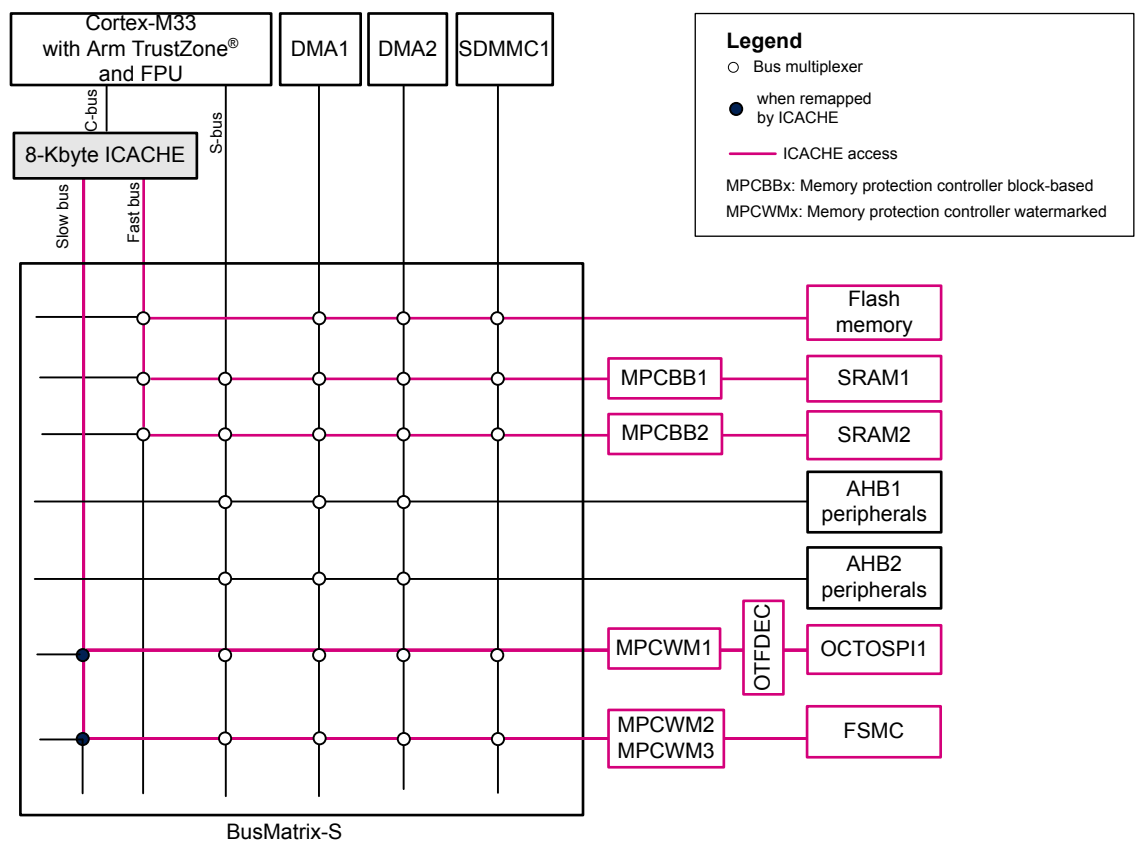 Cortex-M33
with Arm TrustZone®
and FPU
DMA1
DMA2
SDMMC1
Legend
Bus multiplexer
when remapped
by ICACHE
ICACHE access
MPCBBx: Memory protection controller block-based
MPCWMx: Memory protection controller watermarked
C-bus
S-bus
8-Kbyte ICACHE
Slow bus
Fast bus
Flash
memory
MPCBB1
SRAM1
MPCBB2
SRAM2
AHB1
peripherals
AHB2
peripherals
MPCWM1
OTFDEC
OCTOSPI1
MPCWM2
MPCWM3
FSMC
BusMatrix-S